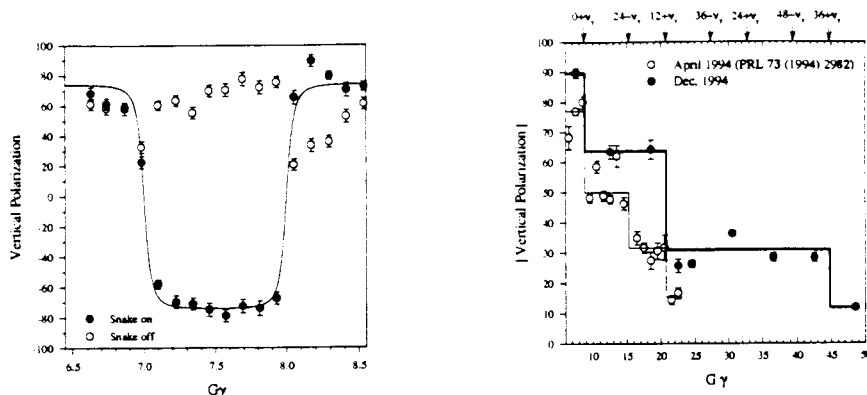 100
80
60
40
20
0
-20
-40
-60
-80
-100
Vertical Polarization
Snake on
Snake off
6.5 7.0 7.5 8.0 8.5
Gγ
0+ν 24−ν 12+ν 36−ν 24+ν 48−ν 36+ν
100
90
80
70
60
50
40
30
20
10
0
| Vertical Polarization |
April 1994 (PRL 73 (1994) 2982)
Dec. 1994
10 15 20 25 30 35 40 45 50
G γ